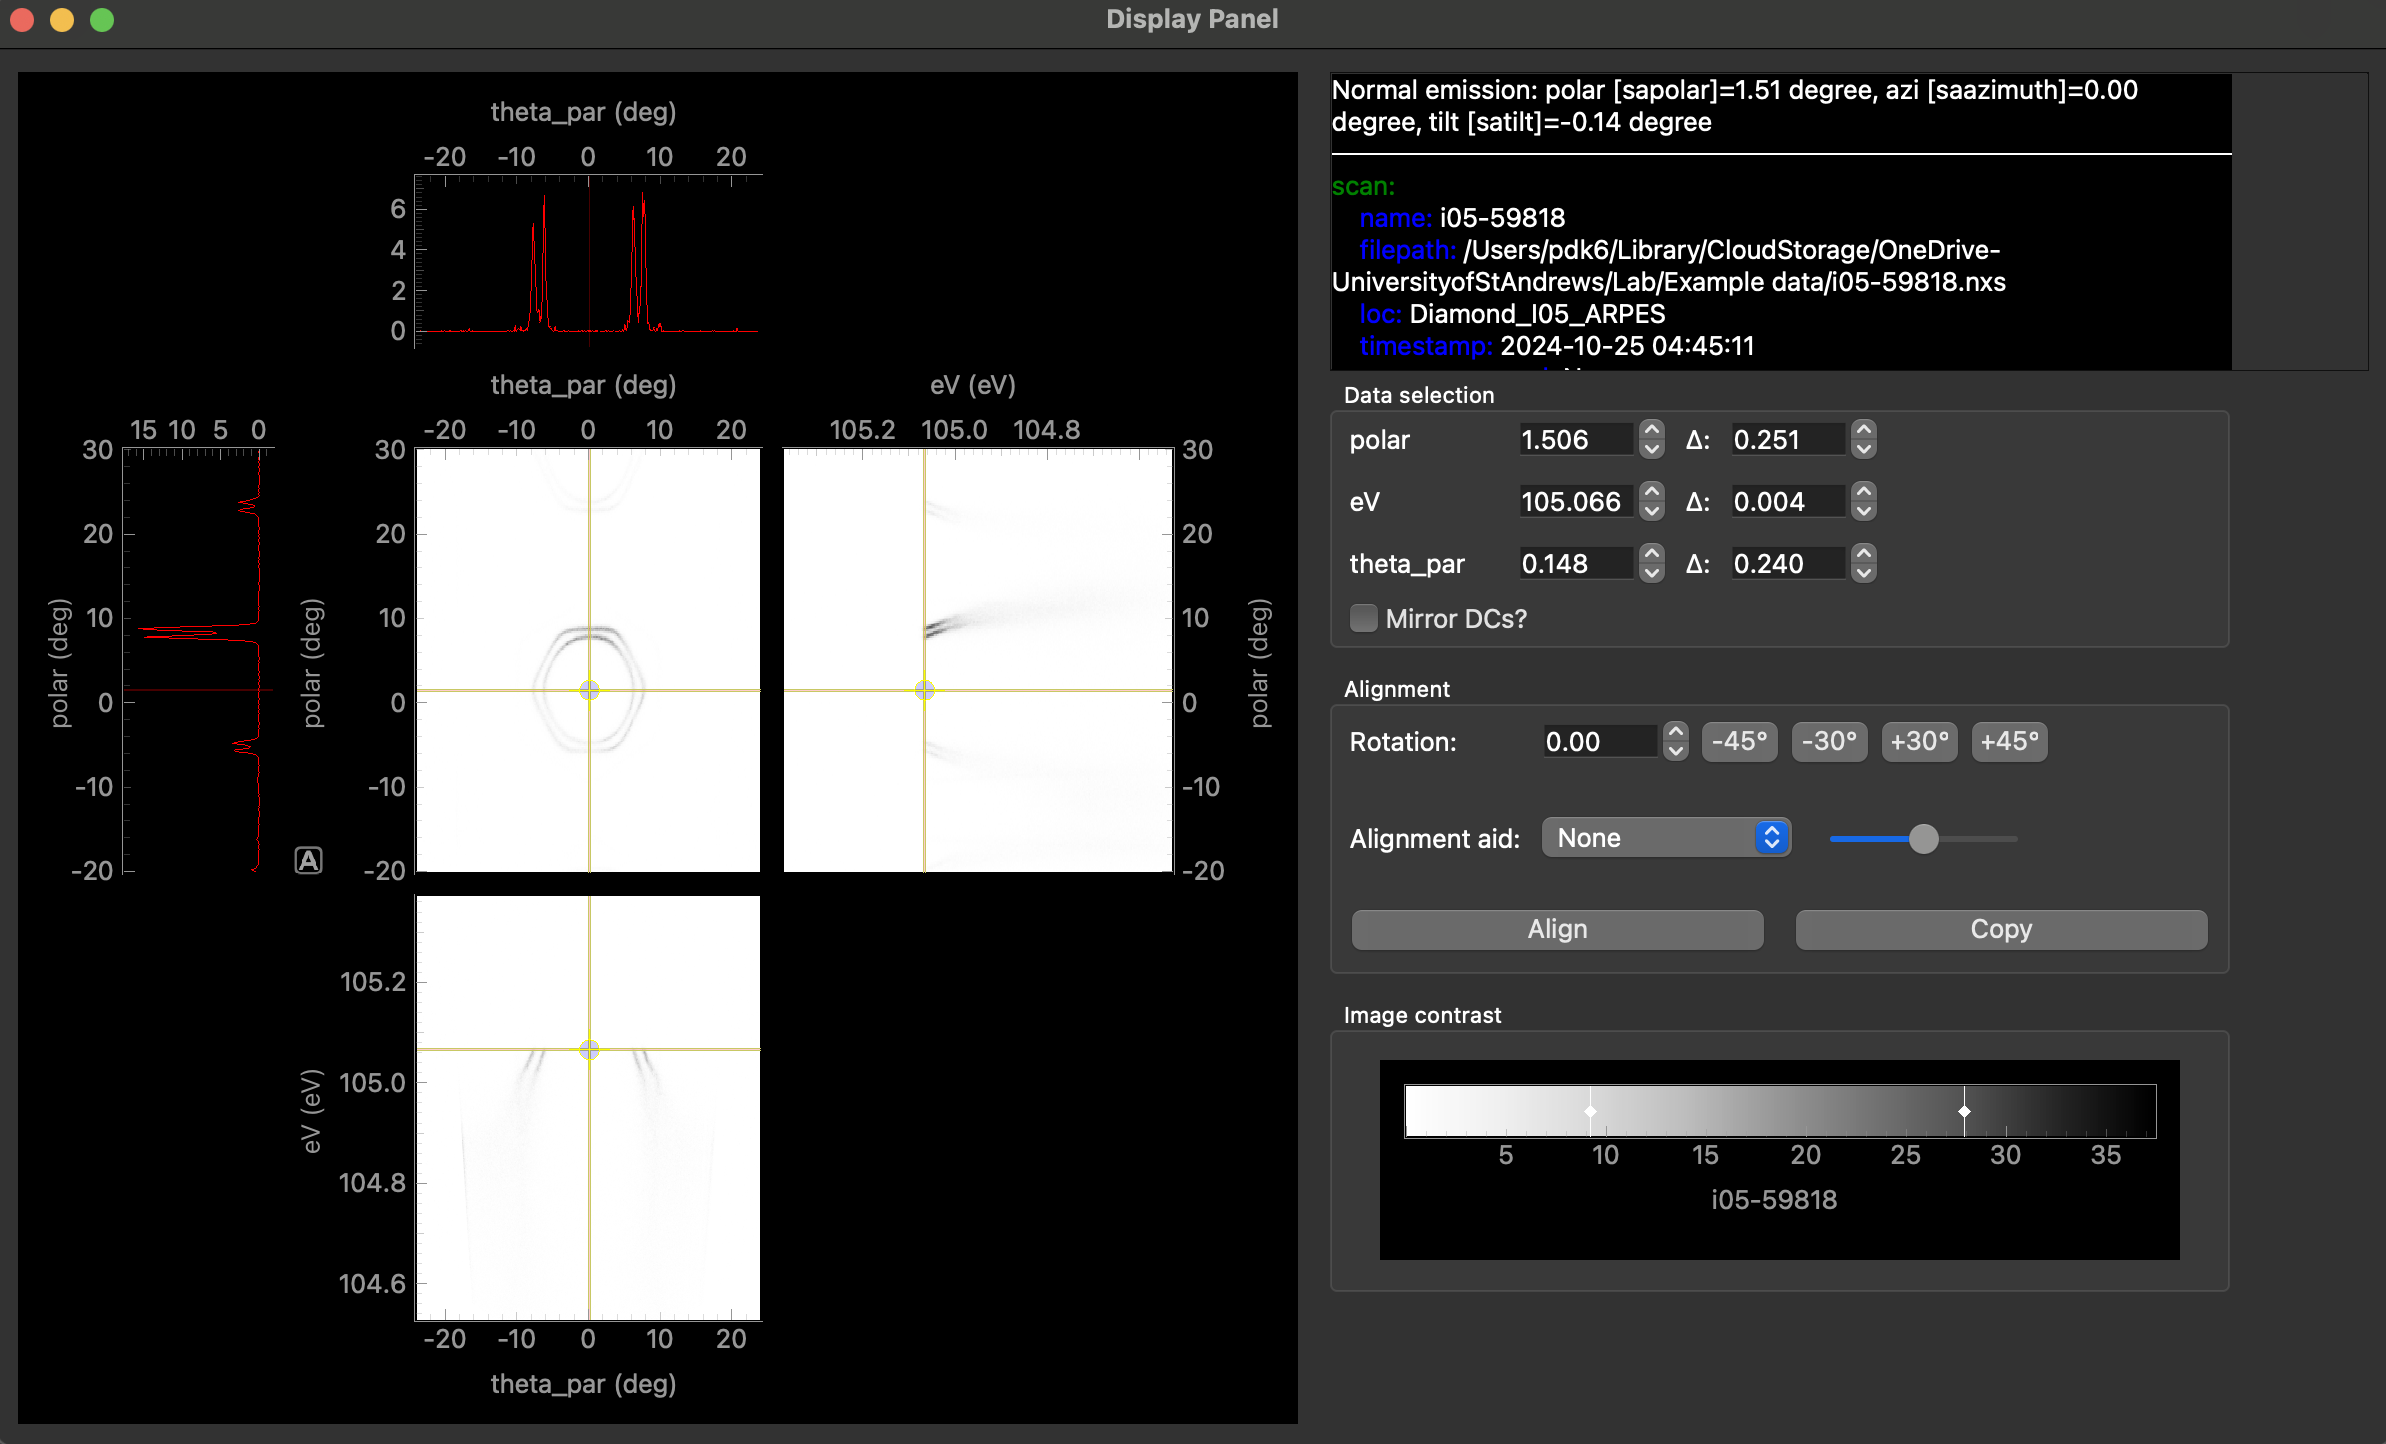 Display Panel
theta_par (deg)
-20 -10 0 10 20
6
4
2
0
theta_par (deg)
eV (eV)
15 10 5 0
-20 -10 0 10 20
105.2 105.0 104.8
30
20
10
0
-10
-20
polar (deg)
30
20
10
0
-10
-20
polar (deg)
30
20
10
0
-10
-20
polar (deg)
A
105.2
105.0
104.8
104.6
eV (eV)
-20 -10 0 10 20
theta_par (deg)
Normal emission: polar [sapolar]=1.51 degree, azi [saazimuth]=0.00
degree, tilt [satilt]=-0.14 degree
scan:
name: i05-59818
filepath: /Users/pdk6/Library/CloudStorage/OneDrive-
UniversityofStAndrews/Lab/Example data/i05-59818.nxs
loc: Diamond_I05_ARPES
timestamp: 2024-10-25 04:45:11
Data selection
polar 1.506 Δ: 0.251
eV 105.066 Δ: 0.004
theta_par 0.148 Δ: 0.240
Mirror DCs?
Alignment
Rotation: 0.00 -45° -30° +30° +45°
Alignment aid: None
Align Copy
Image contrast
5 10 15 20 25 30 35
i05-59818